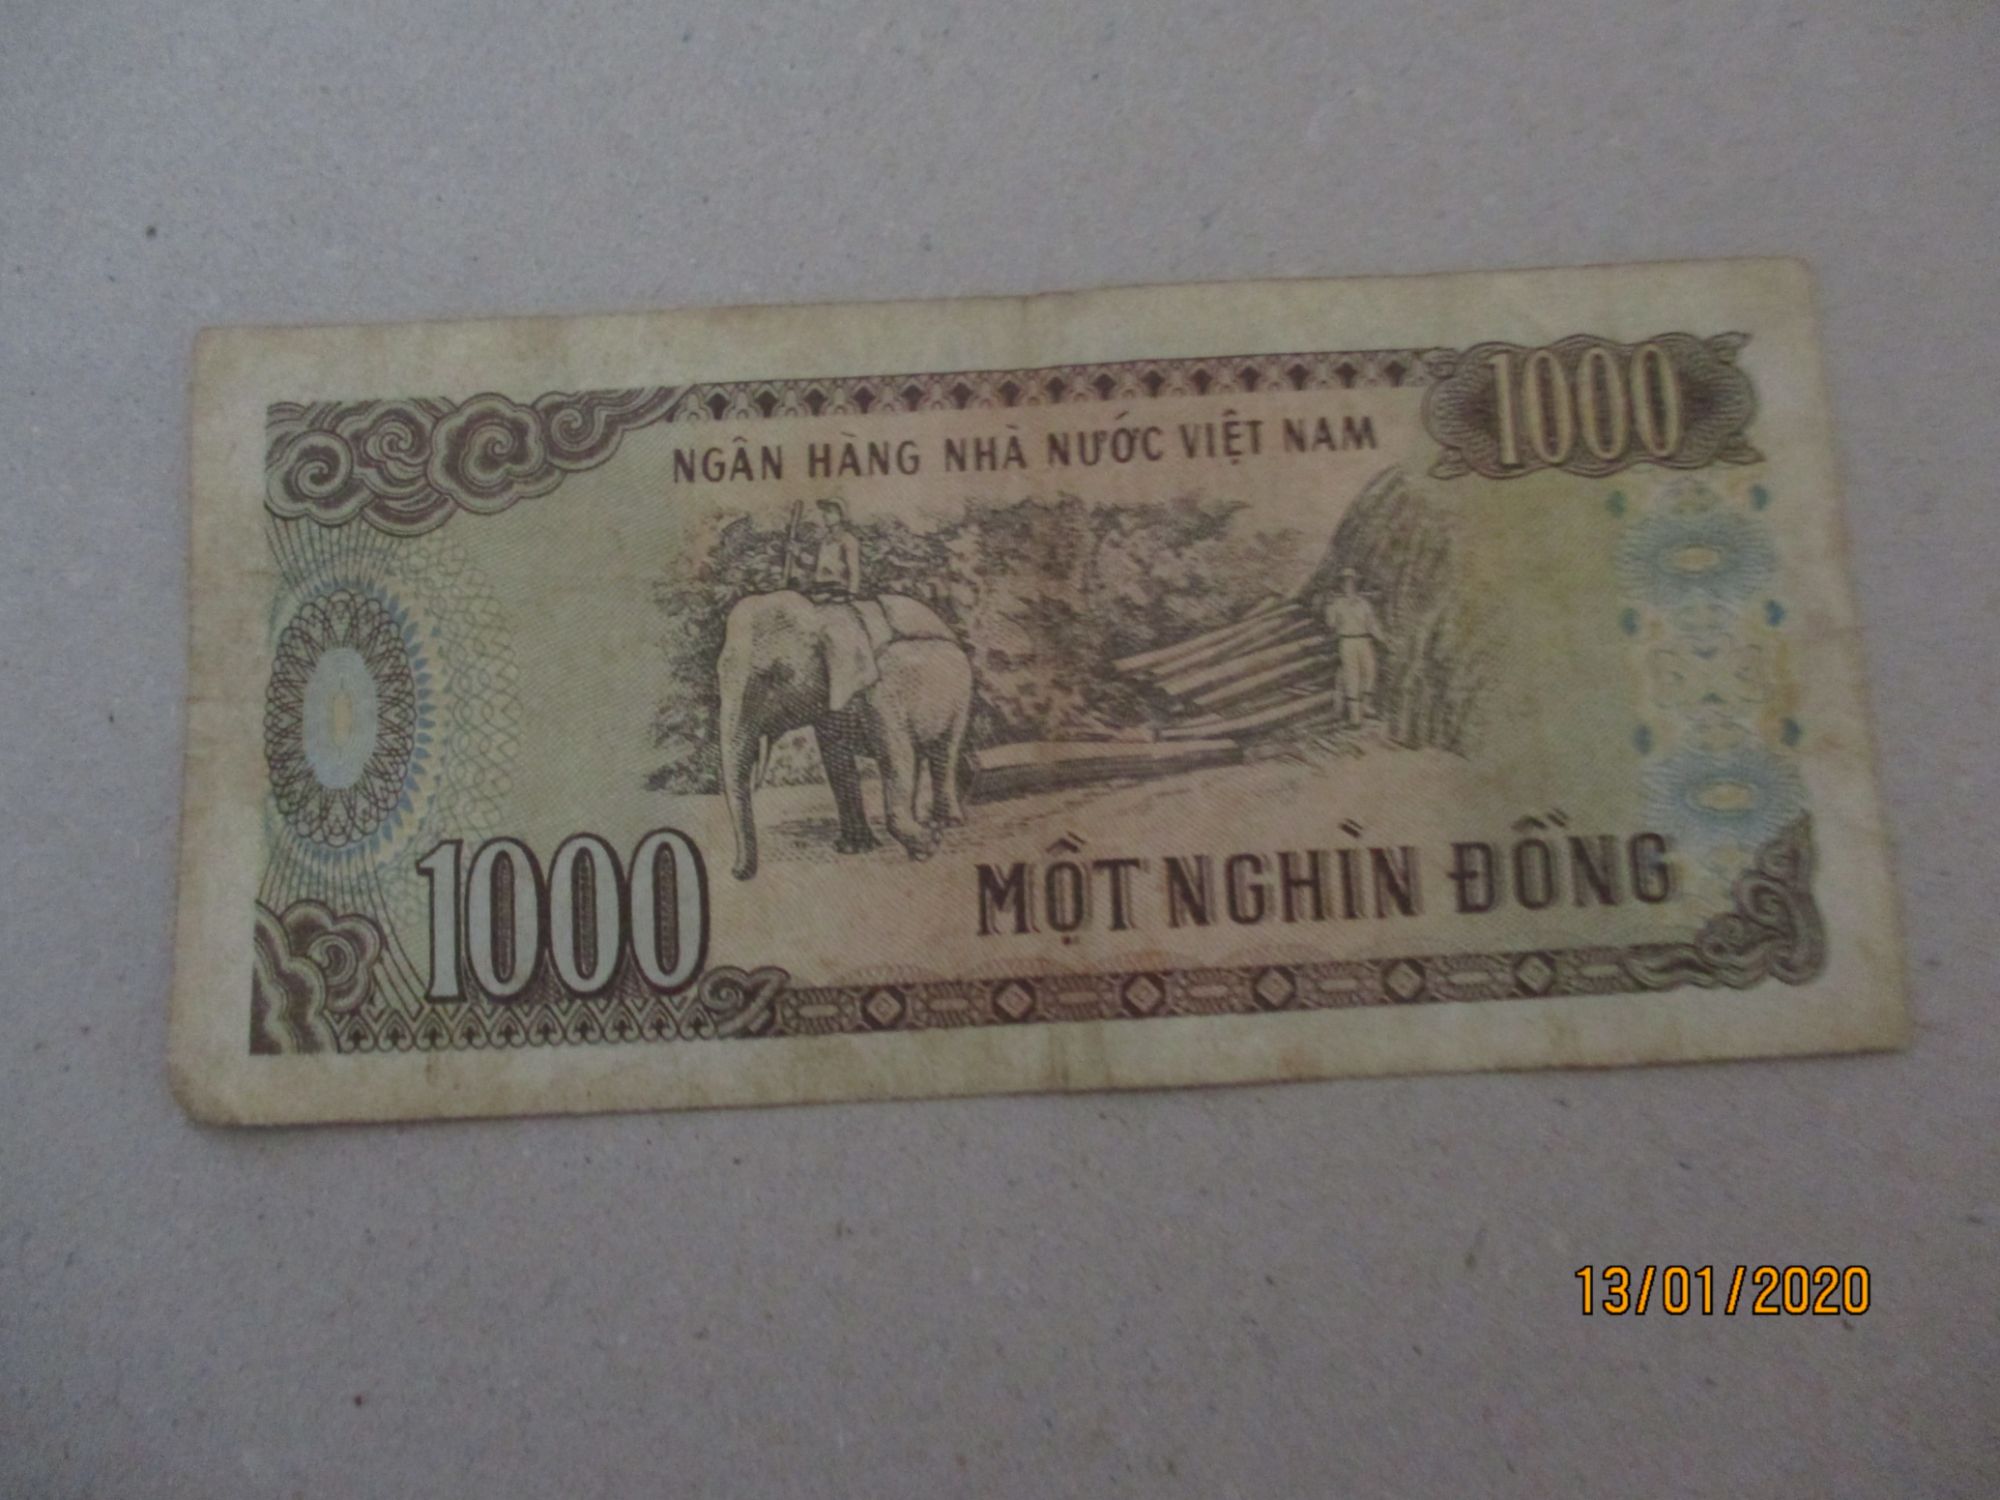 1000
NGÂN HÀNG NHÀ NƯỚC VIỆT NAM
1000
MỘT NGHÌN ĐỒNG
13/01/2020